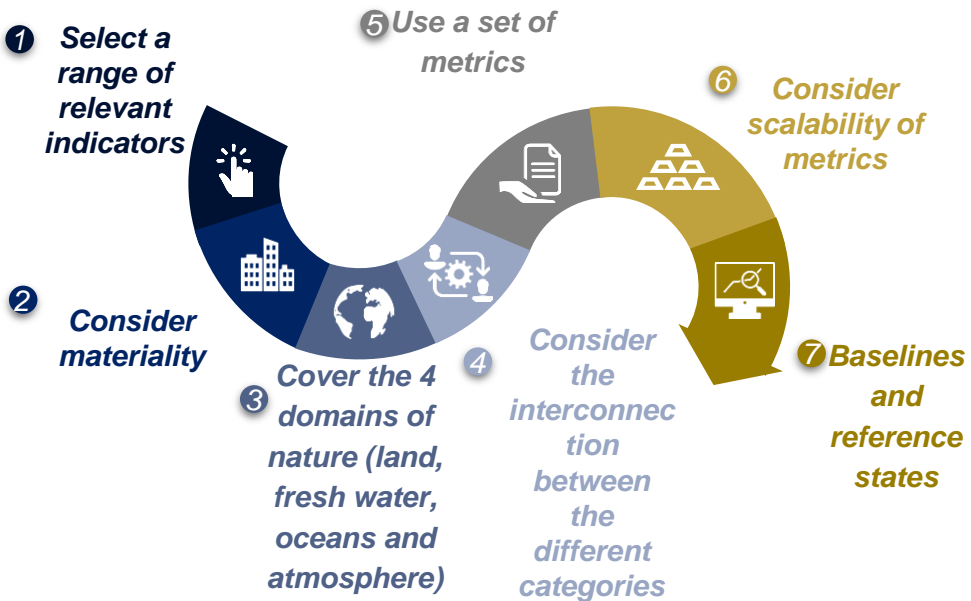 1
Select a
range of
relevant
indicators
2
Consider
materiality
3
Cover the 4
domains of
nature (land,
fresh water,
oceans and
atmosphere)
4
Consider
the
interconnec
tion
between
the
different
categories
5
Use a set of
metrics
6
Consider
scalability of
metrics
7
Baselines
and
reference
states